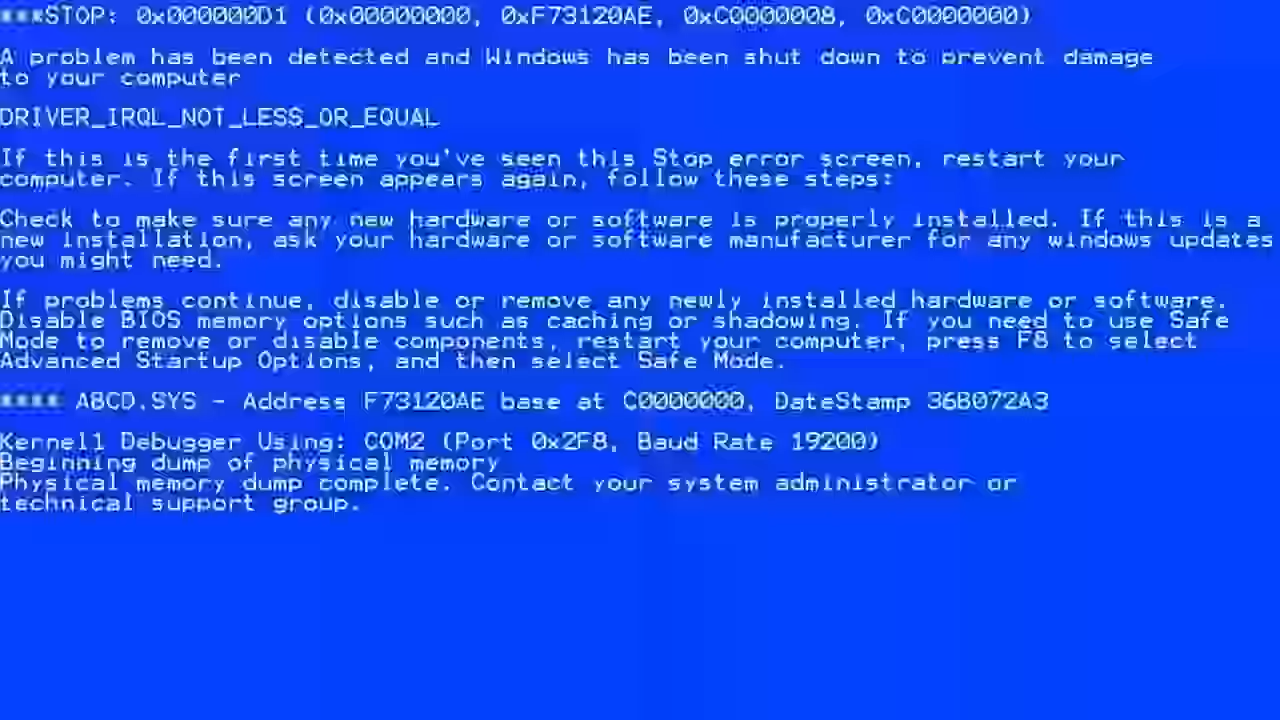 ***STOP: 0x000000D1 (0x00000000, 0xF73120AE, 0xC0000008, 0xC0000000)
A problem has been detected and Windows has been shut down to prevent damage
to your computer
DRIVER_IRQL_NOT_LESS_OR_EQUAL
If this is the first time you've seen this Stop error screen, restart your
computer. If this screen appears again, follow these steps:
Check to make sure any new hardware or software is properly installed. If this is a
new installation, ask your hardware or software manufacturer for any windows updates
you might need.
If problems continue, disable or remove any newly installed hardware or software.
Disable BIOS memory options such as caching or shadowing. If you need to use Safe
Mode to remove or disable components, restart your computer, press F8 to select
Advanced Startup Options, and then select Safe Mode.
**** ABCD.SYS - Address F73120AE base at C0000000, DateStamp 36B072A3
Kernell Debugger Using: COM2 (Port 0x2F8, Baud Rate 19200)
Beginning dump of physical memory
Physical memory dump complete. Contact your system administrator or
technical support group.